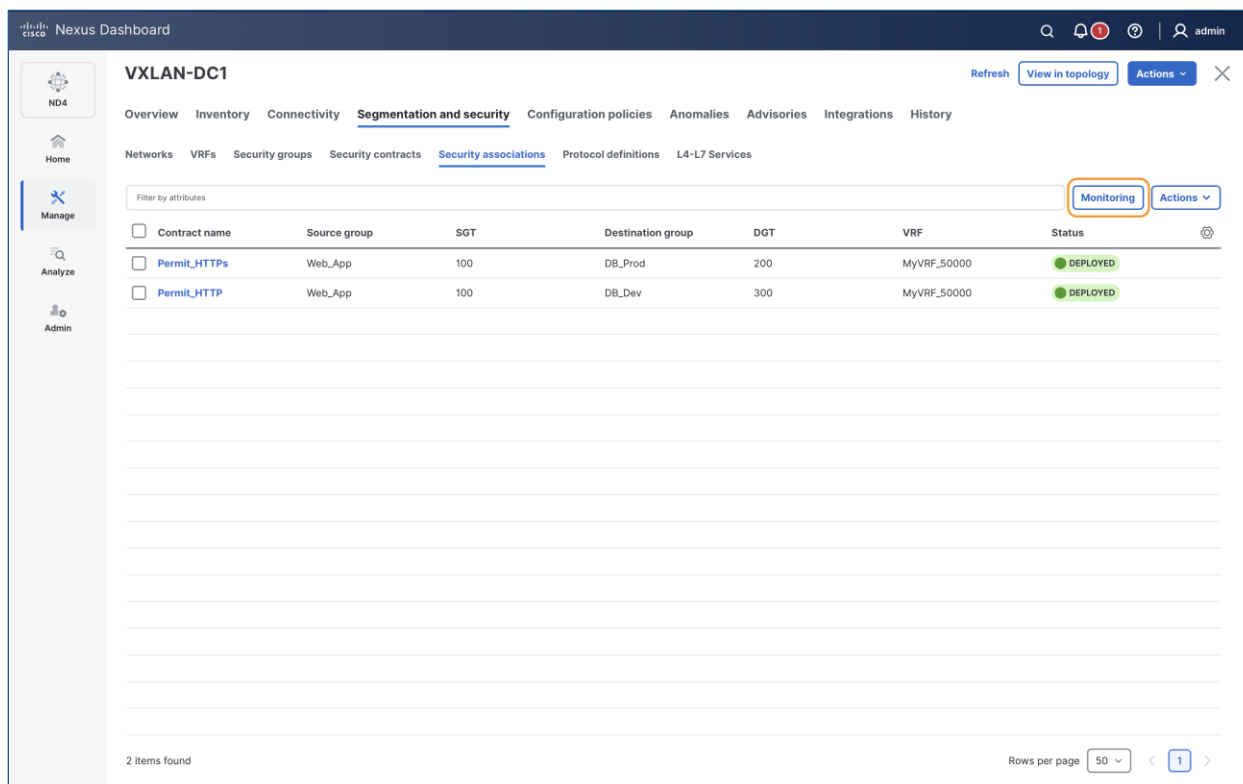 cisco Nexus Dashboard 1 admin
ND4
Home
Manage
Analyze
Admin
VXLAN-DC1 Refresh View in topology Actions
Overview Inventory Connectivity Segmentation and security Configuration policies Anomalies Advisories Integrations History
Networks VRFs Security groups Security contracts Security associations Protocol definitions L4-L7 Services
Filter by attributes Monitoring Actions
Contract name Source group SGT Destination group DGT VRF Status
Permit_HTTPs Web_App 100 DB_Prod 200 MyVRF_50000 DEPLOYED
Permit_HTTP Web_App 100 DB_Dev 300 MyVRF_50000 DEPLOYED
2 items found Rows per page 50 1